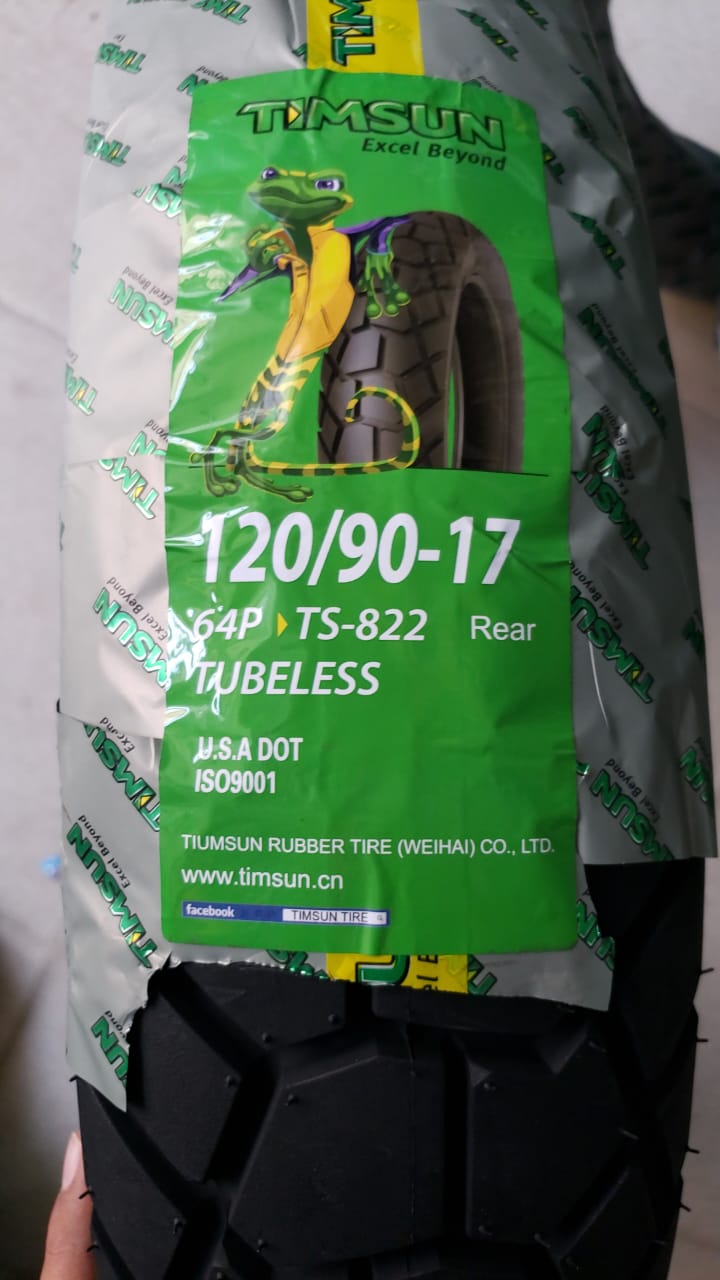 TIMSUN
Excel Beyond
120/90-17
64P TS-822 Rear
TUBELESS
U.S.A DOT
ISO9001
TIUMSUN RUBBER TIRE (WEIHAI) CO., LTD.
www.timsun.cn
facebook TIMSUN TIRE